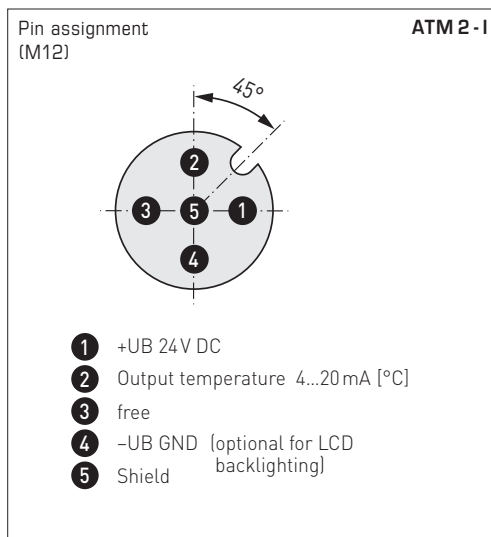 Pin assignment ATM 2 - I
(M12)
45°
2
3 5 1
4
1 +UB 24 V DC
2 Output temperature 4...20 mA [°C]
3 free
4 –UB GND (optional for LCD
backlighting)
5 Shield